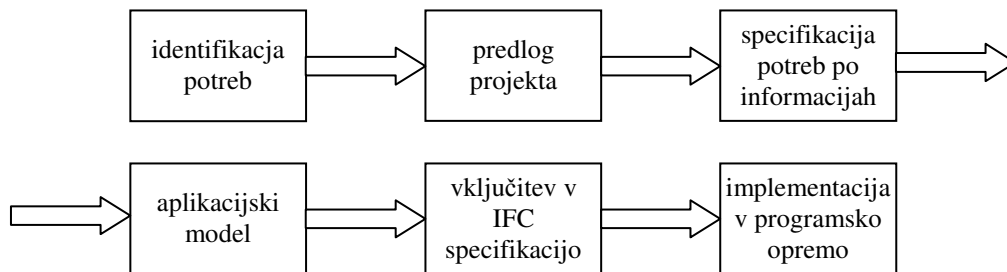 identifikacja
potreb
predlog
projekta
specifikacija
potreb po
informacijah
aplikacijski
model
vključitev v
IFC
specifikacijo
implementacija
v programsko
opremo